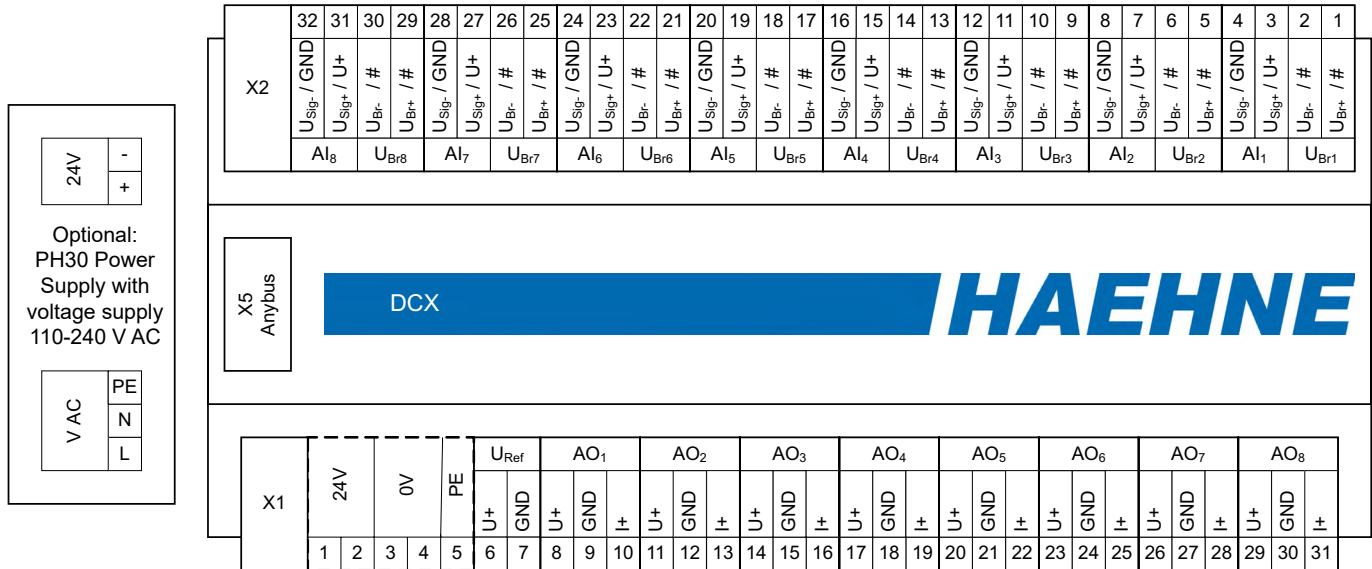 32 31 30 29 28 27 26 25 24 23 22 21 20 19 18 17 16 15 14 13 12 11 10 9 8 7 6 5 4 3 2 1
X2
USig- / GND USig+ / U+ UBr- / # UBr+ / # USig- / GND USig+ / U+ UBr- / # UBr+ / # USig- / GND USig+ / U+ UBr- / # UBr+ / # USig- / GND USig+ / U+ UBr- / # UBr+ / # USig- / GND USig+ / U+ UBr- / # UBr+ / # USig- / GND USig+ / U+ UBr- / # UBr+ / # USig- / GND USig+ / U+ UBr- / # UBr+ / # USig- / GND USig+ / U+ UBr- / # UBr+ / #
AI8 UBr8 AI7 UBr7 AI6 UBr6 AI5 UBr5 AI4 UBr4 AI3 UBr3 AI2 UBr2 AI1 UBr1
24V
-
+
Optional:
PH30 Power
Supply with
voltage supply
110-240 V AC
V AC
PE
N
L
X5
Anybus
DCX
HAEHNE
X1
24V 0V PE
URef AO1 AO2 AO3 AO4 AO5 AO6 AO7 AO8
U+ GND U+ GND I+ U+ GND I+ U+ GND I+ U+ GND I+ U+ GND I+ U+ GND I+ U+ GND I+ U+ GND I+
1 2 3 4 5 6 7 8 9 10 11 12 13 14 15 16 17 18 19 20 21 22 23 24 25 26 27 28 29 30 31